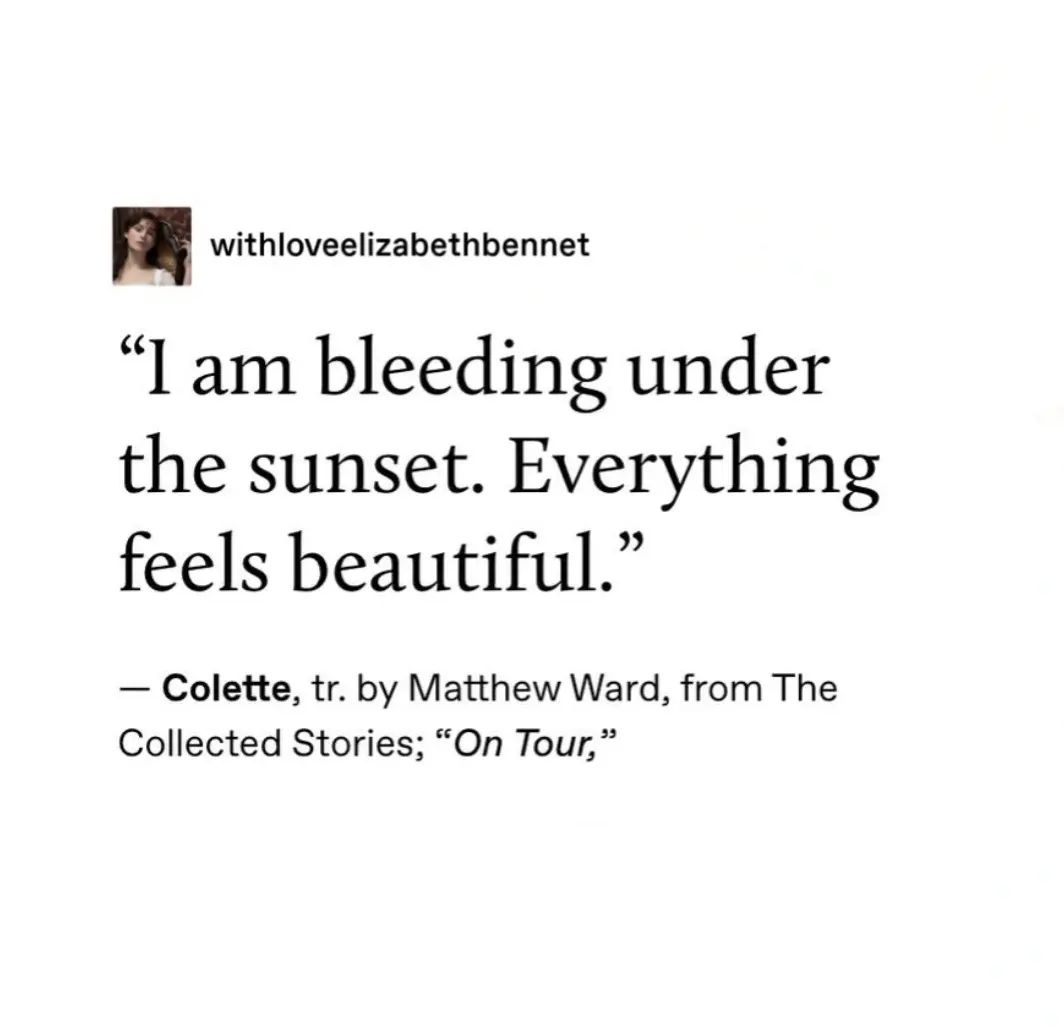 withloveelizabethbennet
“I am bleeding under
the sunset. Everything
feels beautiful.”
— Colette, tr. by Matthew Ward, from The
Collected Stories; “On Tour,”